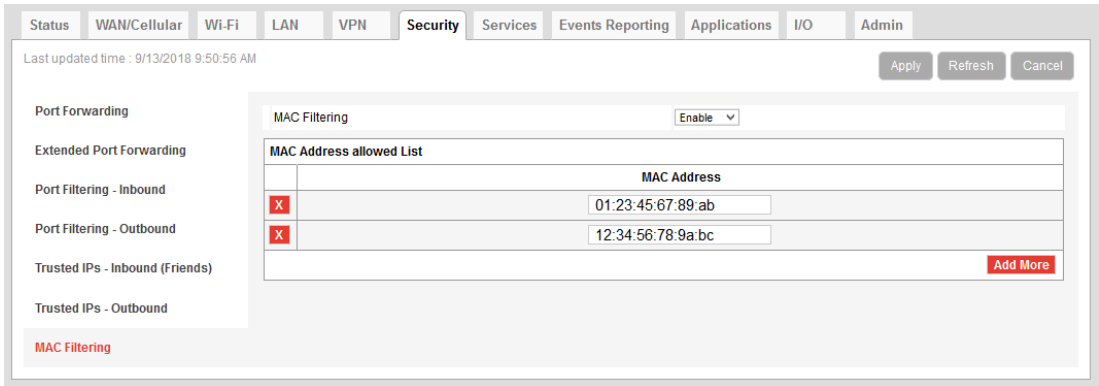 Status WAN/Cellular Wi-Fi LAN VPN Security Services Events Reporting Applications I/O Admin
Last updated time : 9/13/2018 9:50:56 AM
Apply Refresh Cancel
Port Forwarding
Extended Port Forwarding
Port Filtering - Inbound
Port Filtering - Outbound
Trusted IPs - Inbound (Friends)
Trusted IPs - Outbound
MAC Filtering
MAC Filtering Enable
MAC Address allowed List
MAC Address
X 01:23:45:67:89:ab
X 12:34:56:78:9a:bc
Add More